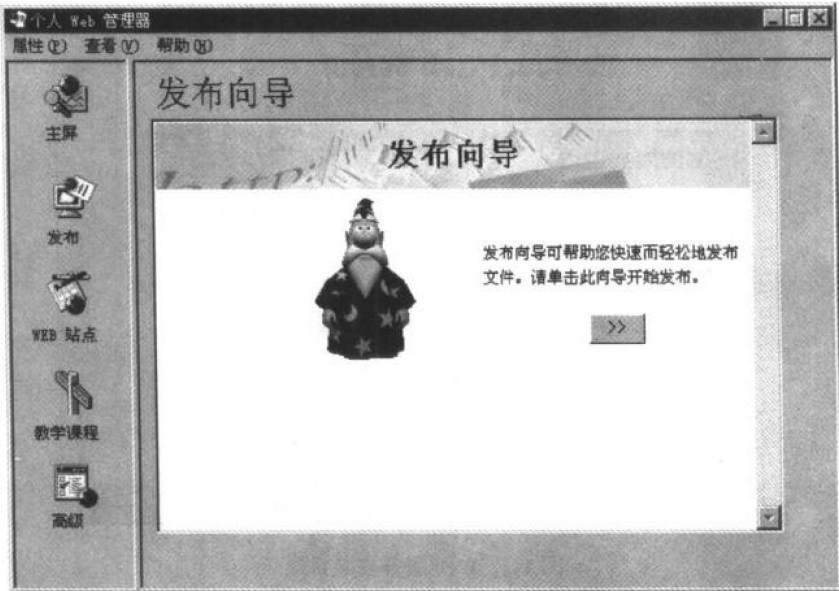 个人 Web 管理器
属性(P) 查看(V) 帮助(H)
主屏
发布
WEB 站点
教学课程
高级
发布向导
发布向导
发布向导可帮助您快速而轻松地发布
文件。请单击此向导开始发布。
>>